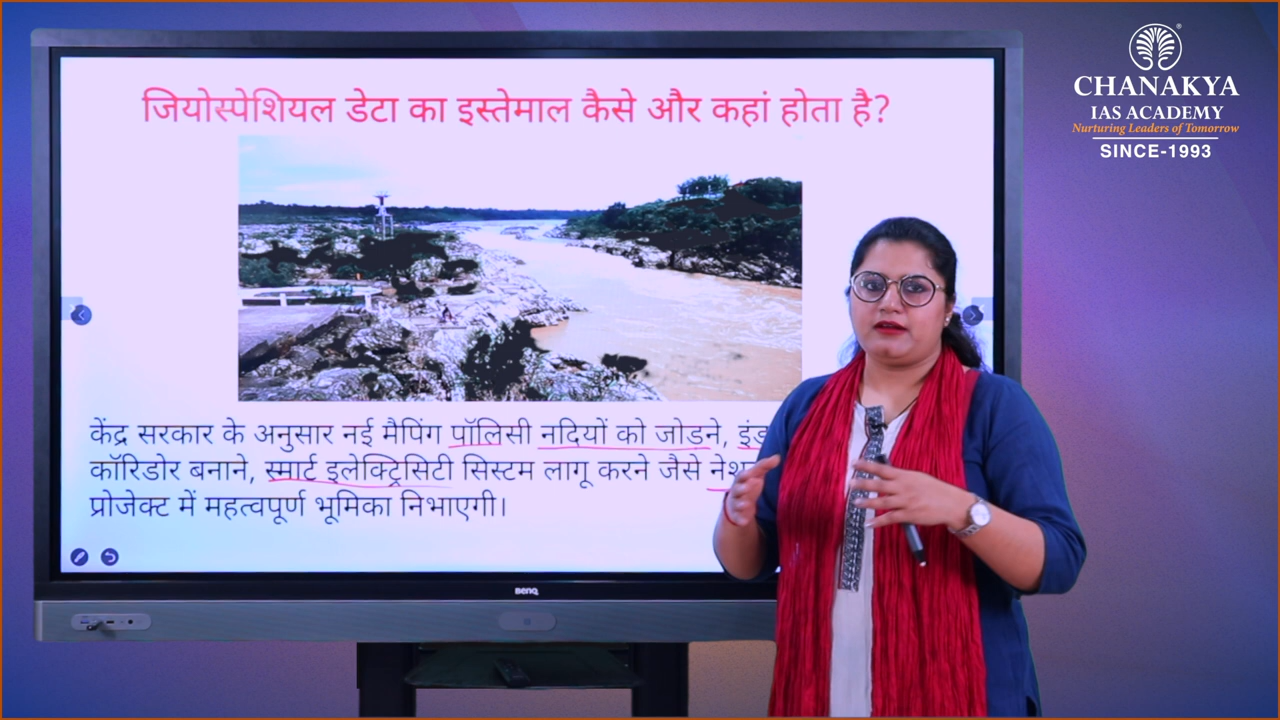 जियोस्पेशियल डेटा का इस्तेमाल कैसे और कहां होता है?
केंद्र सरकार के अनुसार नई मैपिंग पॉलिसी नदियों को जोडने,
कॉरिडोर बनाने, स्मार्ट इलेक्ट्रिसिटी सिस्टम लागू करने जैसे
प्रोजेक्ट में महत्वपूर्ण भूमिका निभाएगी।
BenQ
CHANAKYA
IAS ACADEMY
Nurturing Leaders of Tomorrow
SINCE-1993